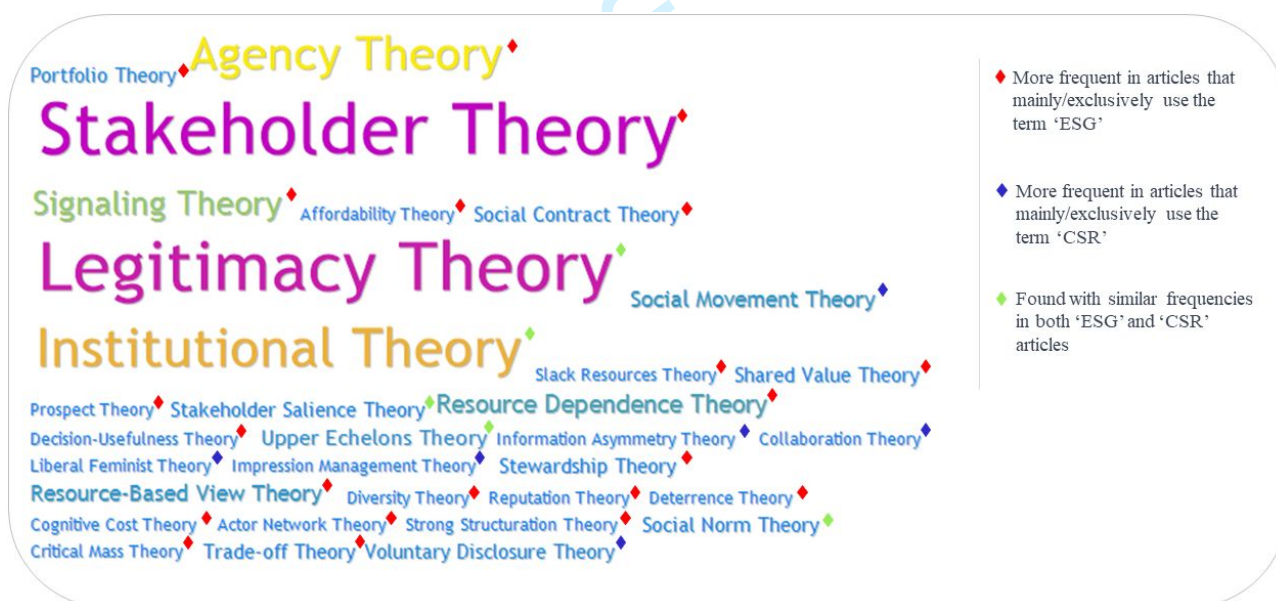 Agency Theory
Portfolio Theory
Stakeholder Theory
Signaling Theory Affordability Theory Social Contract Theory
Legitimacy Theory
Social Movement Theory
Institutional Theory
Slack Resources Theory Shared Value Theory
Prospect Theory Stakeholder Salience Theory Resource Dependence Theory
Decision-Usefulness Theory Upper Echelons Theory Information Asymmetry Theory Collaboration Theory
Liberal Feminist Theory Impression Management Theory Stewardship Theory
Resource-Based View Theory Diversity Theory Reputation Theory Deterrence Theory
Cognitive Cost Theory Actor Network Theory Strong Structuration Theory Social Norm Theory
Critical Mass Theory Trade-off Theory Voluntary Disclosure Theory
More frequent in articles that
mainly/exclusively use the
term ‘ESG’
More frequent in articles that
mainly/exclusively use the
term ‘CSR’
Found with similar frequencies
in both ‘ESG’ and ‘CSR’
articles